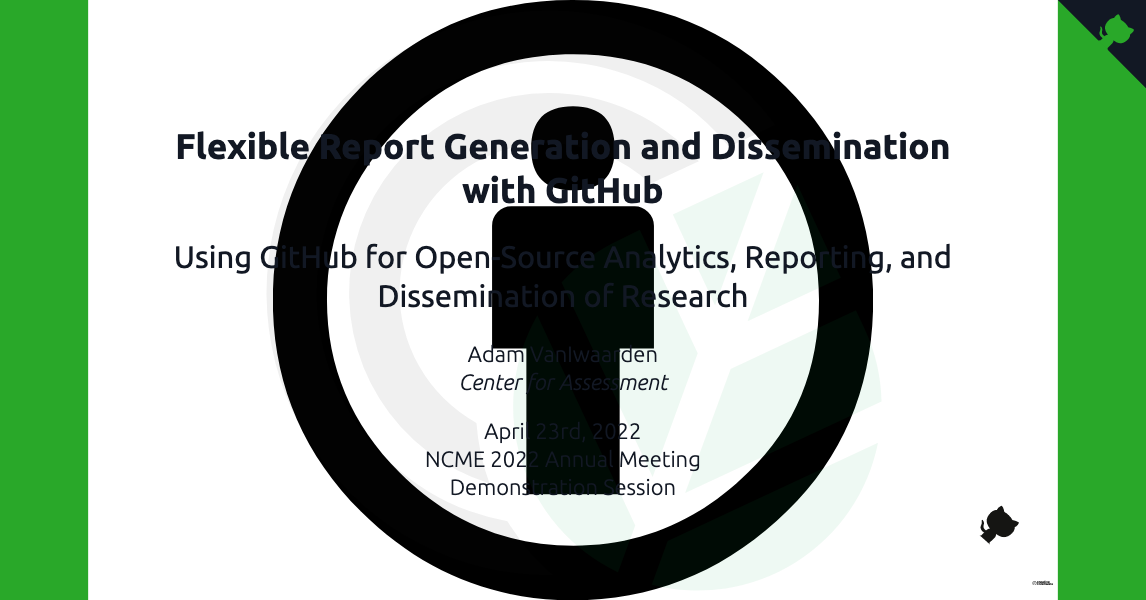 Flexible Report Generation and Dissemination
with GitHub
Using GitHub for Open-Source Analytics, Reporting, and
Dissemination of Research
Adam VanIwaarden
Center for Assessment
April 23rd, 2022
NCME 2022 Annual Meeting
Demonstration Session